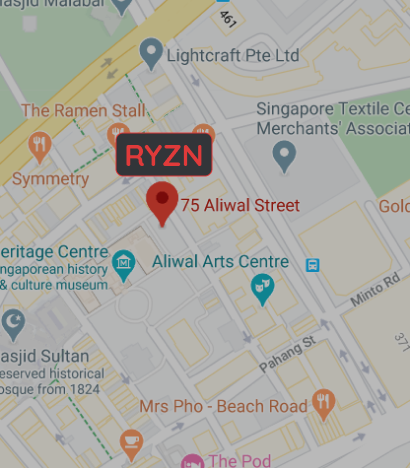 Masjid Malabar
461
Lightcraft Pte Ltd
The Ramen Stall
Singapore Textile Ce
Merchants' Associat
RYZN
Symmetry
75 Aliwal Street
Gold
eritage Centre
ngaporean history
& culture museum
Aliwal Arts Centre
Minto Rd
asjid Sultan
eserved historical
osque from 1824
Pahang St
371
Mrs Pho - Beach Road
The Pod